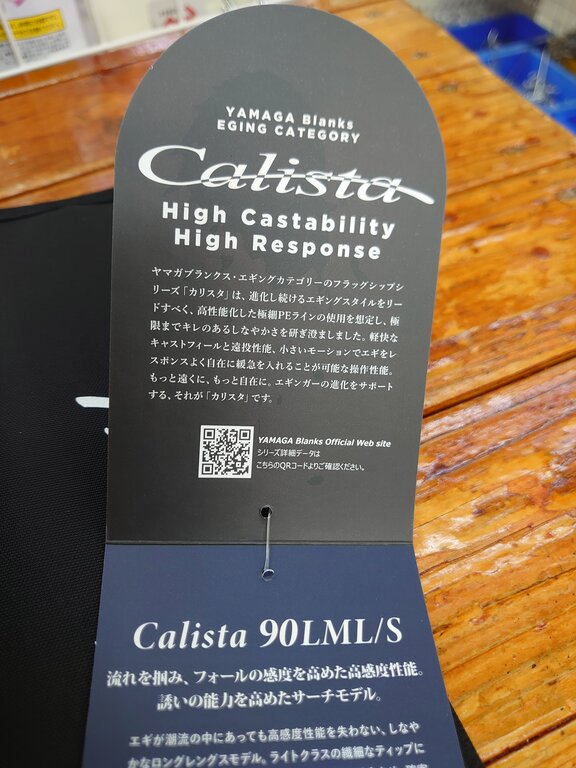 YAMAGA Blanks
EGING CATEGORY
Calista
High Castability
High Response
ヤマガブランクス・エギングカテゴリーのフラッグシップシ
リーズ「カリスタ」は、進化し続けるエギングスタイルをリー
ドすべく、高性能化した極細PEラインの使用を想定し、極
限までキレのあるしなやかさを研ぎ澄ましました。軽快な
キャストフィールと遠投性能、小さいモーションでエギをレ
スポンスよく自在に緩急を入れることが可能な操作性能。
もっと遠くに、もっと自在に。エギンガーの進化をサポート
する、それが「カリスタ」です。
YAMAGA Blanks Official Web site
シリーズ詳細データは
こちらのQRコードよりご確認ください。
Calista 90LML/S
流れを掴み、フォールの感度を高めた高感度性能。
誘いの能力を高めたサーチモデル。
エギが潮流の中にあっても高感度性能を失わない、しなや
かなロングレングスモデル。ライトクラスの繊細なティップに